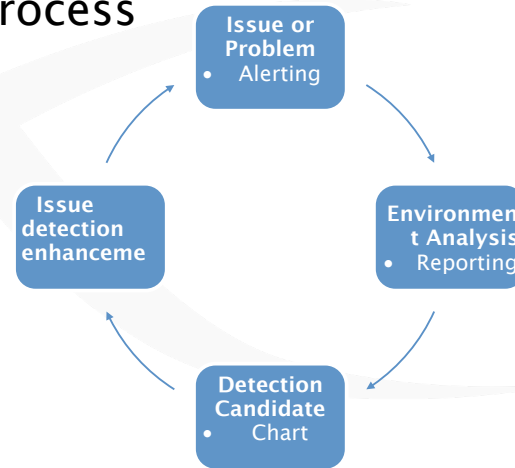 rocess
Issue or
Problem
• Alerting
Environmen
t Analysis
• Reporting
Detection
Candidate
• Chart
Issue
detection
enhanceme